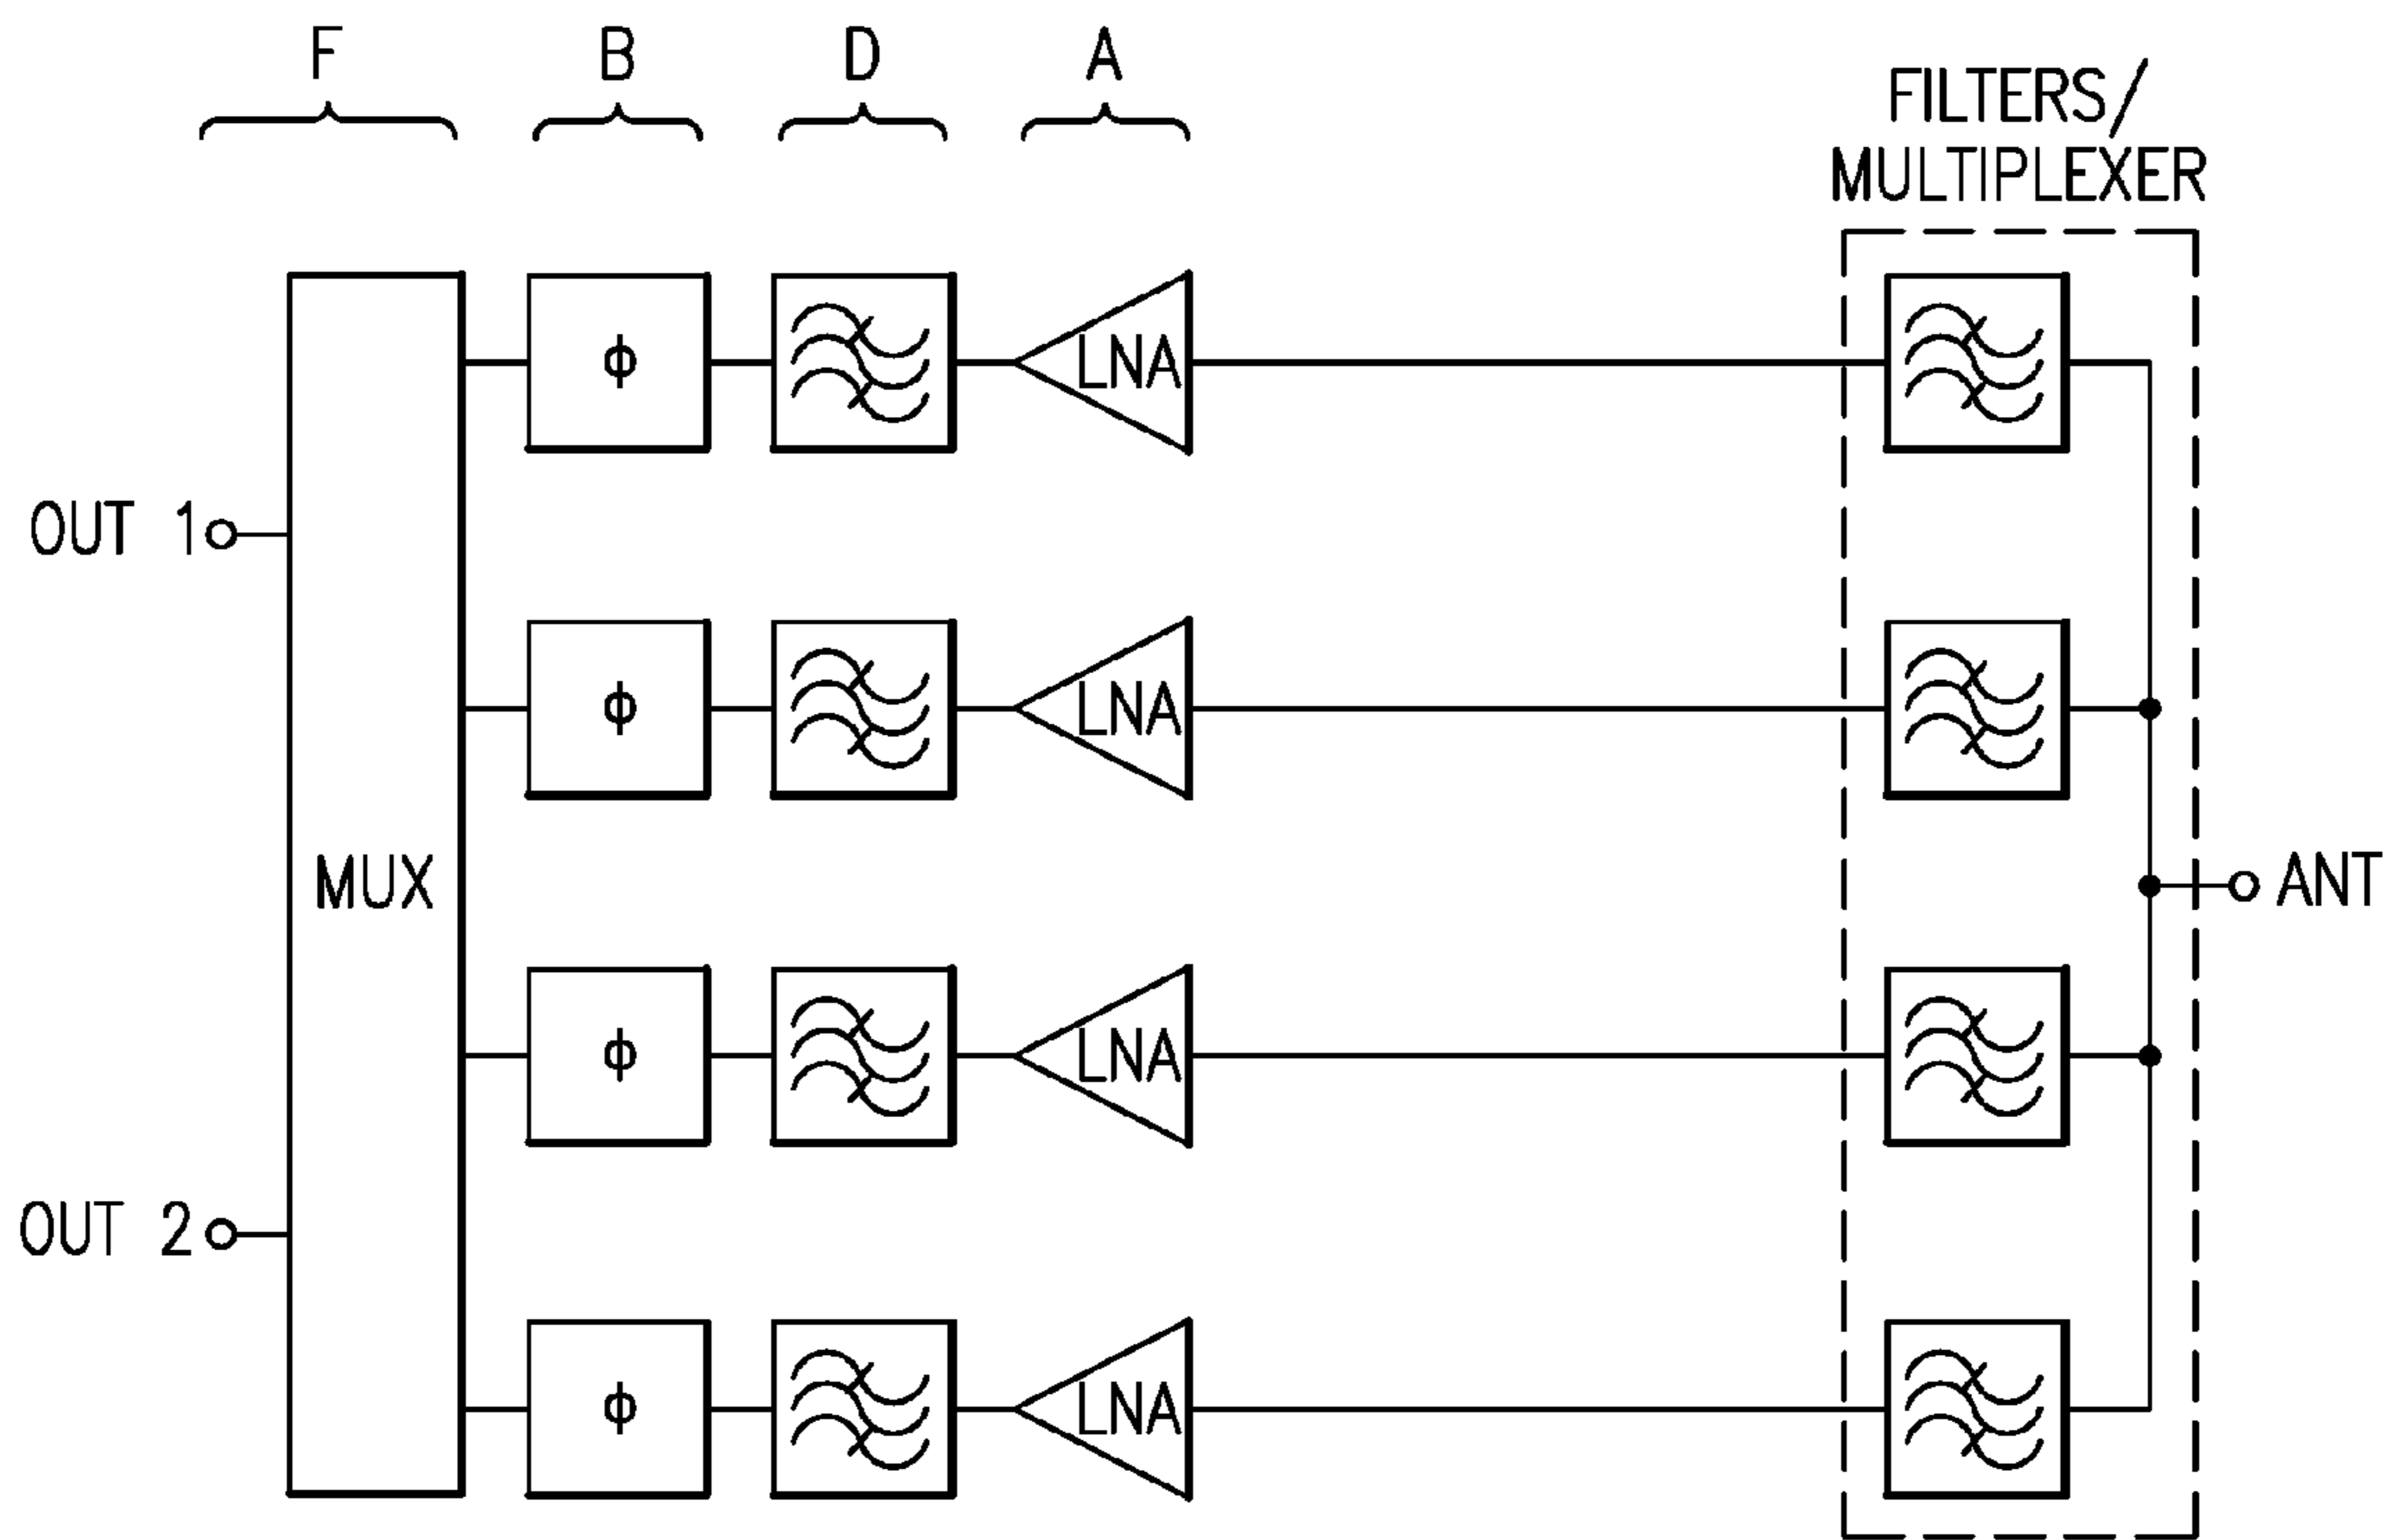 F B D A
FILTERS/
MULTIPLEXER
ϕ LNA
OUT 1
ϕ LNA
MUX
ANT
ϕ LNA
OUT 2
ϕ LNA